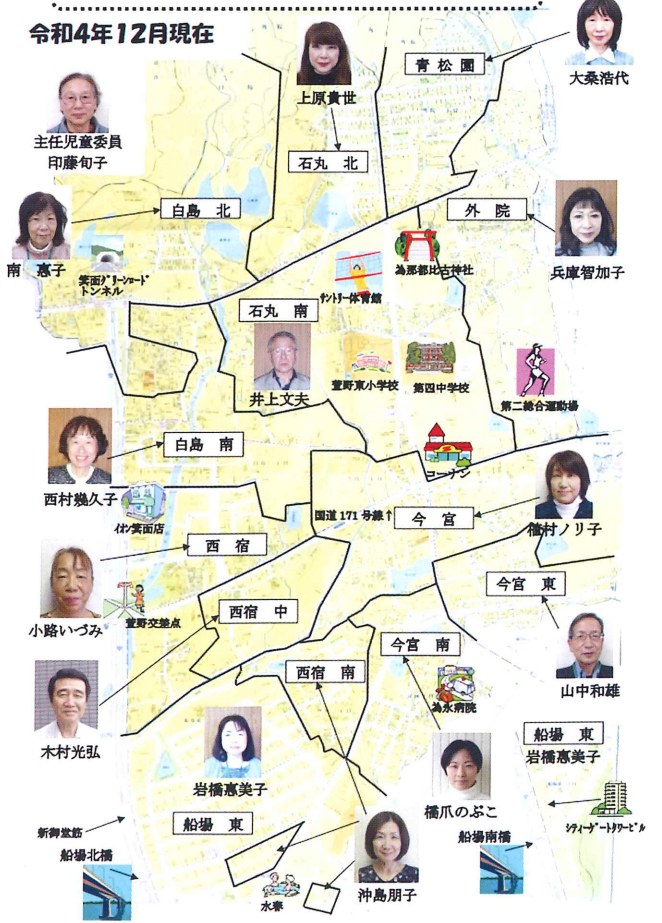 令和4年12月現在
上原貴世
青松園
大桑浩代
主任児童委員
印藤旬子
石丸 北
白島 北
外 院
南 恵子
箕面グリーンロード
トンネル
為那都比古神社
兵庫智加子
サントリー体育館
石丸 南
井上文夫
萱野東小学校
第四中学校
第二総合運動場
白島 南
コーナン
西村幾久子
イオン箕面店
国道171号線↑
今 宮
植村ノリ子
西 宿
今宮 東
小路いづみ
萱野交差点
西宿 中
今宮 南
西宿 南
為永病院
山中和雄
木村光弘
岩橋恵美子
船場 東
岩橋恵美子
橋爪のぶこ
新御堂筋
船場 東
シティーゲートタワービル
船場北橋
船場南橋
水春
沖島朋子